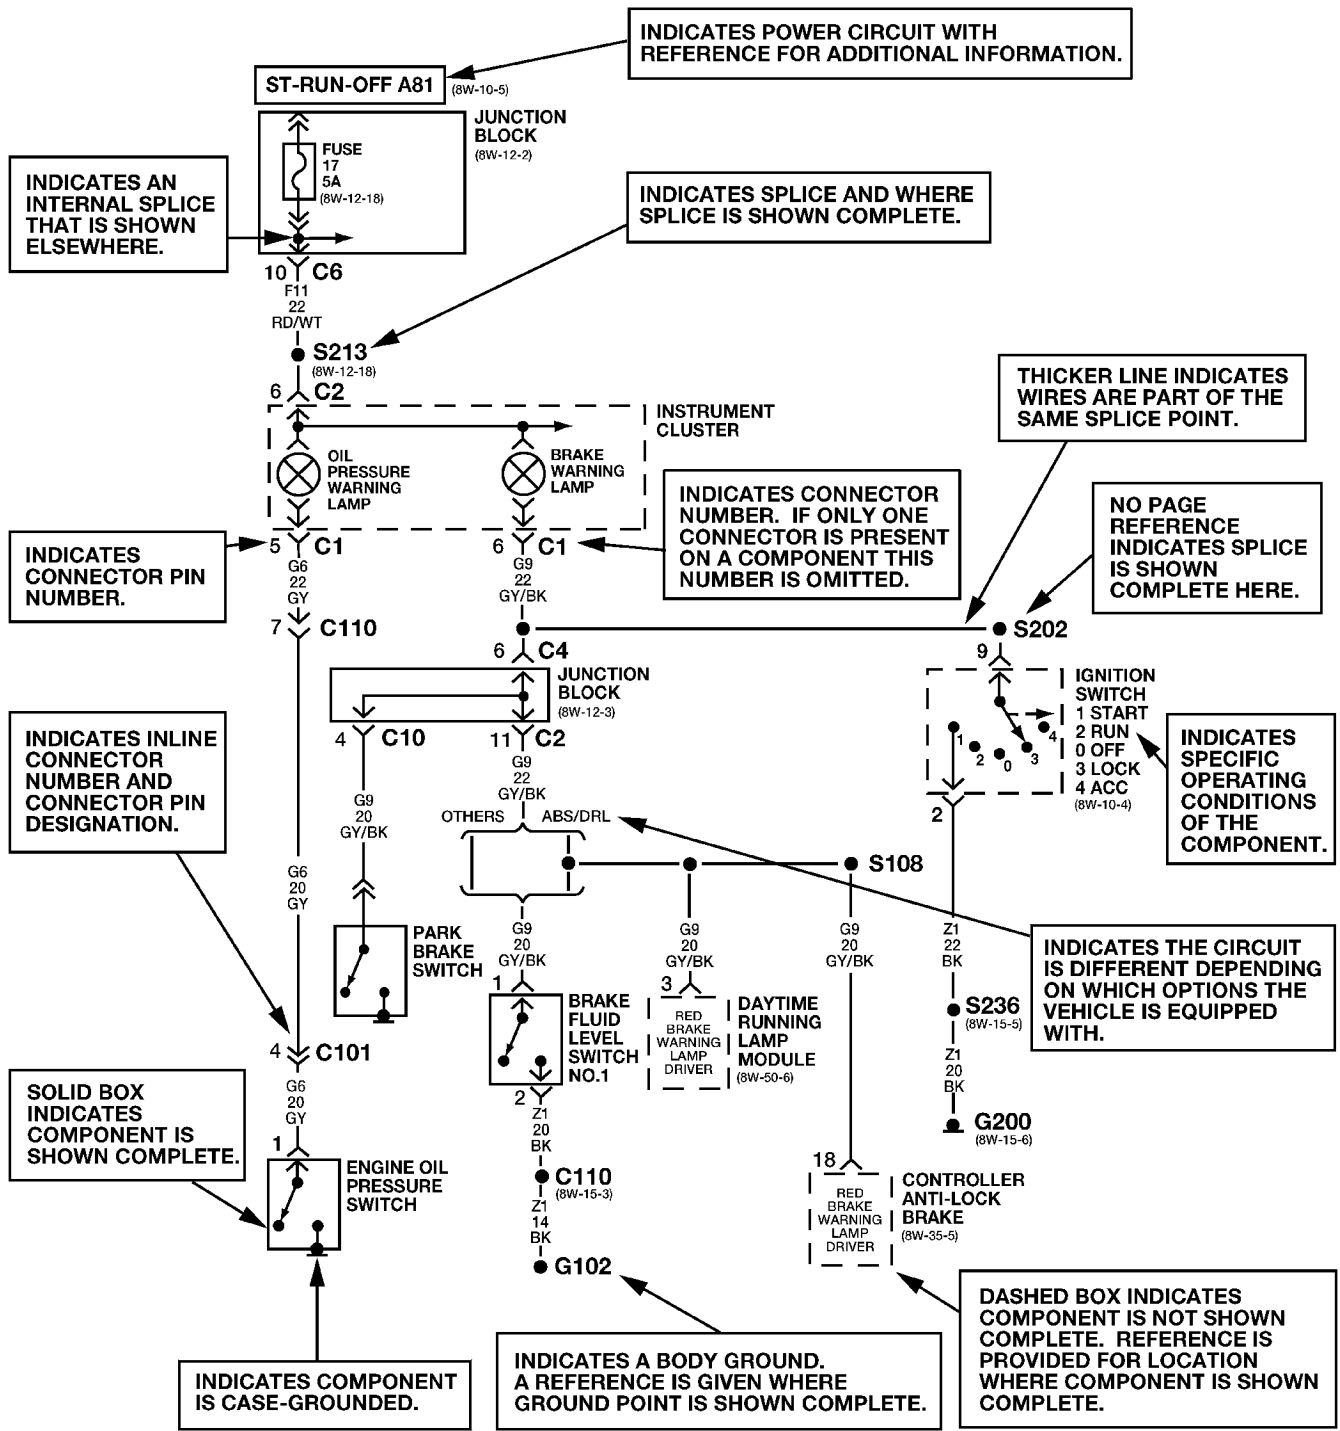 INDICATES POWER CIRCUIT WITH
REFERENCE FOR ADDITIONAL INFORMATION.
ST-RUN-OFF A81
(8W-10-5)
JUNCTION
BLOCK
(8W-12-2)
FUSE
17
5A
(8W-12-18)
INDICATES AN
INTERNAL SPLICE
THAT IS SHOWN
ELSEWHERE.
INDICATES SPLICE AND WHERE
SPLICE IS SHOWN COMPLETE.
10 C6
F11
22
RD/WT
S213
(8W-12-18)
6 C2
INSTRUMENT
CLUSTER
OIL
PRESSURE
WARNING
LAMP
BRAKE
WARNING
LAMP
THICKER LINE INDICATES
WIRES ARE PART OF THE
SAME SPLICE POINT.
INDICATES CONNECTOR
NUMBER. IF ONLY ONE
CONNECTOR IS PRESENT
ON A COMPONENT THIS
NUMBER IS OMITTED.
NO PAGE
REFERENCE
INDICATES SPLICE
IS SHOWN
COMPLETE HERE.
INDICATES
CONNECTOR PIN
NUMBER.
5 C1
G6
22
GY
7 C110
6 C1
G9
22
GY/BK
S202
6 C4
9
JUNCTION
BLOCK
(8W-12-3)
IGNITION
SWITCH
1 START
2 RUN
0 OFF
3 LOCK
4 ACC
(8W-10-4)
1
2
0
3
4
2
INDICATES
SPECIFIC
OPERATING
CONDITIONS
OF THE
COMPONENT.
INDICATES INLINE
CONNECTOR
NUMBER AND
CONNECTOR PIN
DESIGNATION.
4 C10
11 C2
G9
22
GY/BK
G9
20
GY/BK
OTHERS
ABS/DRL
S108
G6
20
GY
PARK
BRAKE
SWITCH
G9
20
GY/BK
G9
20
GY/BK
G9
20
GY/BK
Z1
22
BK
INDICATES THE CIRCUIT
IS DIFFERENT DEPENDING
ON WHICH OPTIONS THE
VEHICLE IS EQUIPPED
WITH.
1
BRAKE
FLUID
LEVEL
SWITCH
NO.1
3
RED
BRAKE
WARNING
LAMP
DRIVER
DAYTIME
RUNNING
LAMP
MODULE
(8W-50-6)
S236
(8W-15-5)
Z1
20
BK
G200
(8W-15-6)
4 C101
G6
20
GY
SOLID BOX
INDICATES
COMPONENT IS
SHOWN COMPLETE.
1
ENGINE OIL
PRESSURE
SWITCH
2
Z1
20
BK
C110
(8W-15-3)
Z1
14
BK
G102
18
RED
BRAKE
WARNING
LAMP
DRIVER
CONTROLLER
ANTI-LOCK
BRAKE
(8W-35-5)
INDICATES COMPONENT
IS CASE-GROUNDED.
INDICATES A BODY GROUND.
A REFERENCE IS GIVEN WHERE
GROUND POINT IS SHOWN COMPLETE.
DASHED BOX INDICATES
COMPONENT IS NOT SHOWN
COMPLETE. REFERENCE IS
PROVIDED FOR LOCATION
WHERE COMPONENT IS SHOWN
COMPLETE.